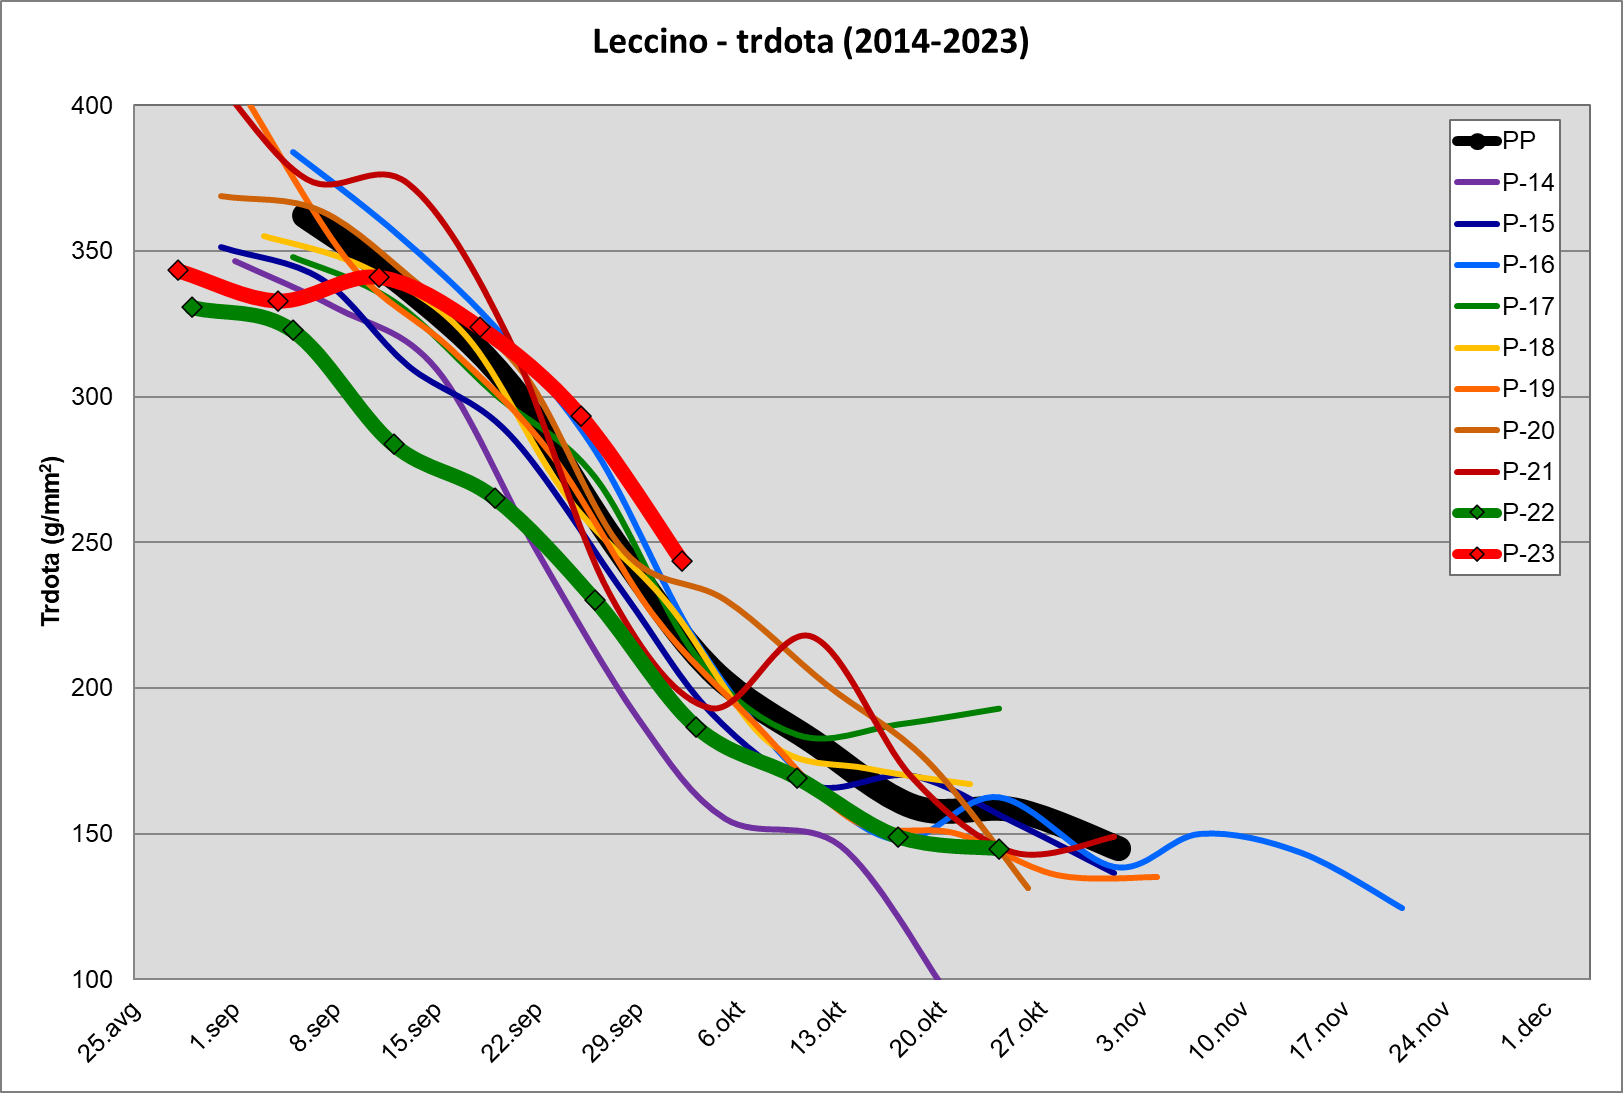 Leccino - trdota (2014-2023)
Trdota (g/mm²)
400
350
300
250
200
150
100
25.avg
1.sep
8.sep
15.sep
22.sep
29.sep
6.okt
13.okt
20.okt
27.okt
3.nov
10.nov
17.nov
24.nov
1.dec
PP
P-14
P-15
P-16
P-17
P-18
P-19
P-20
P-21
P-22
P-23